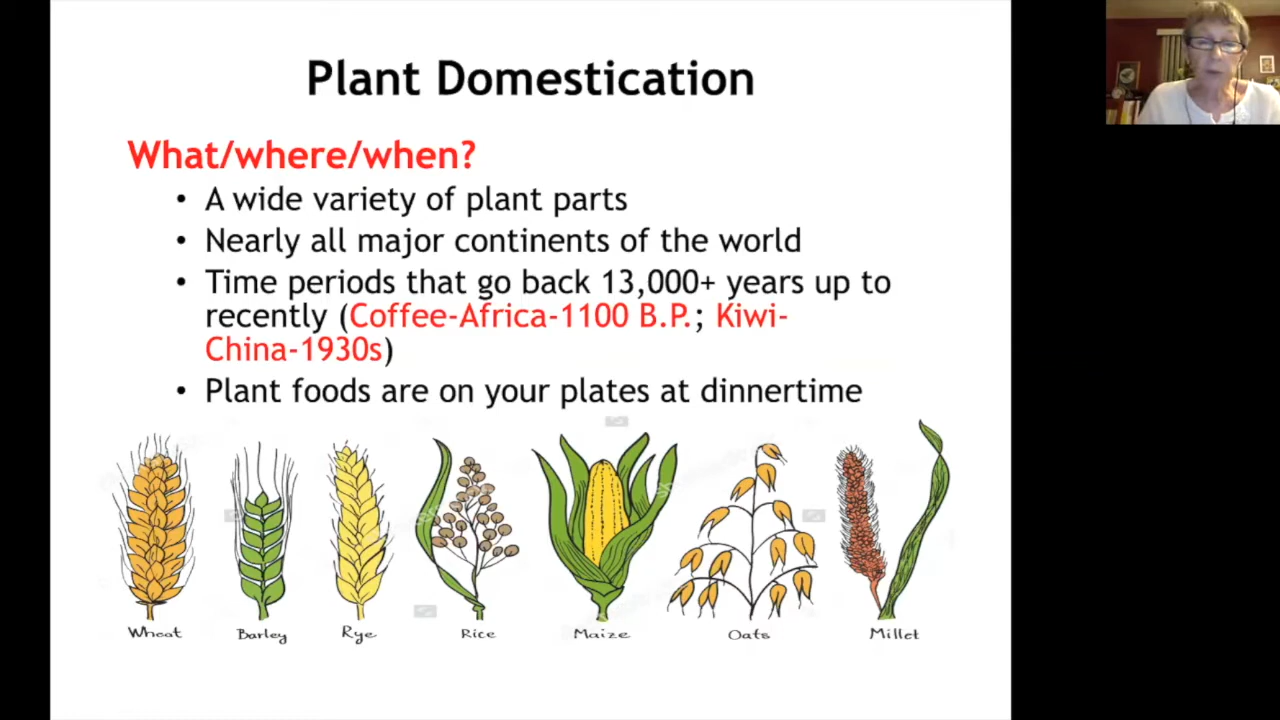 Plant Domestication
What/where/when?
• A wide variety of plant parts
• Nearly all major continents of the world
• Time periods that go back 13,000+ years up to
recently (Coffee-Africa-1100 B.P.; Kiwi-
China-1930s)
• Plant foods are on your plates at dinnertime
Wheat Barley Rye Rice Maize Oats Millet